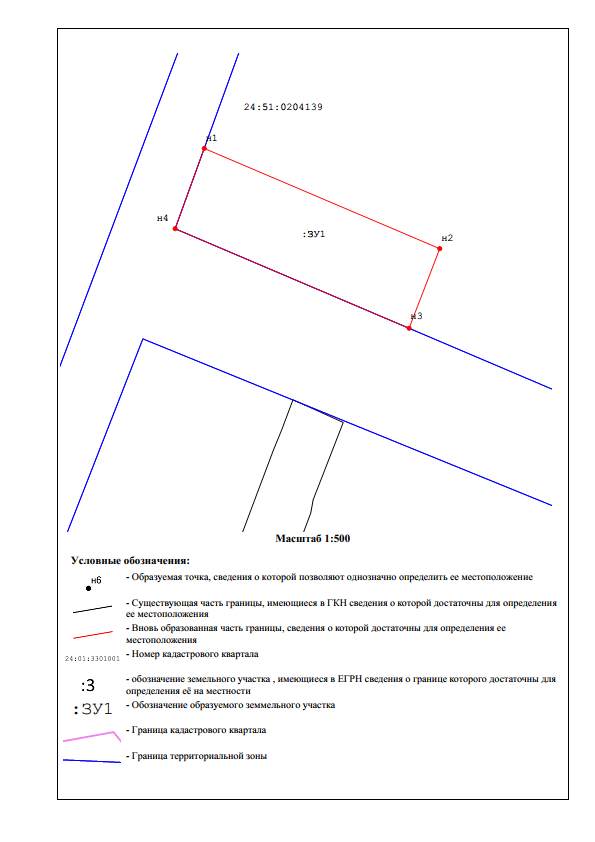 24:51:0204139
н1
н4
:ЗУ1
н2
н3
Масштаб 1:500
Условные обозначения:
н6
- Образуемая точка, сведения о которой позволяют однозначно определить ее местоположение
- Существующая часть границы, имеющиеся в ГКН сведения о которой достаточны для определения
ее местоположения
- Вновь образованная часть границы, сведения о которой достаточны для определения ее
местоположения
24:01:3301001
- Номер кадастрового квартала
:3
- обозначение земельного участка , имеющиеся в ЕГРН сведения о границе которого достаточны для
определения её на местности
:ЗУ1
- Обозначение образуемого земмельного участка
- Граница кадастрового квартала
- Граница территориальной зоны